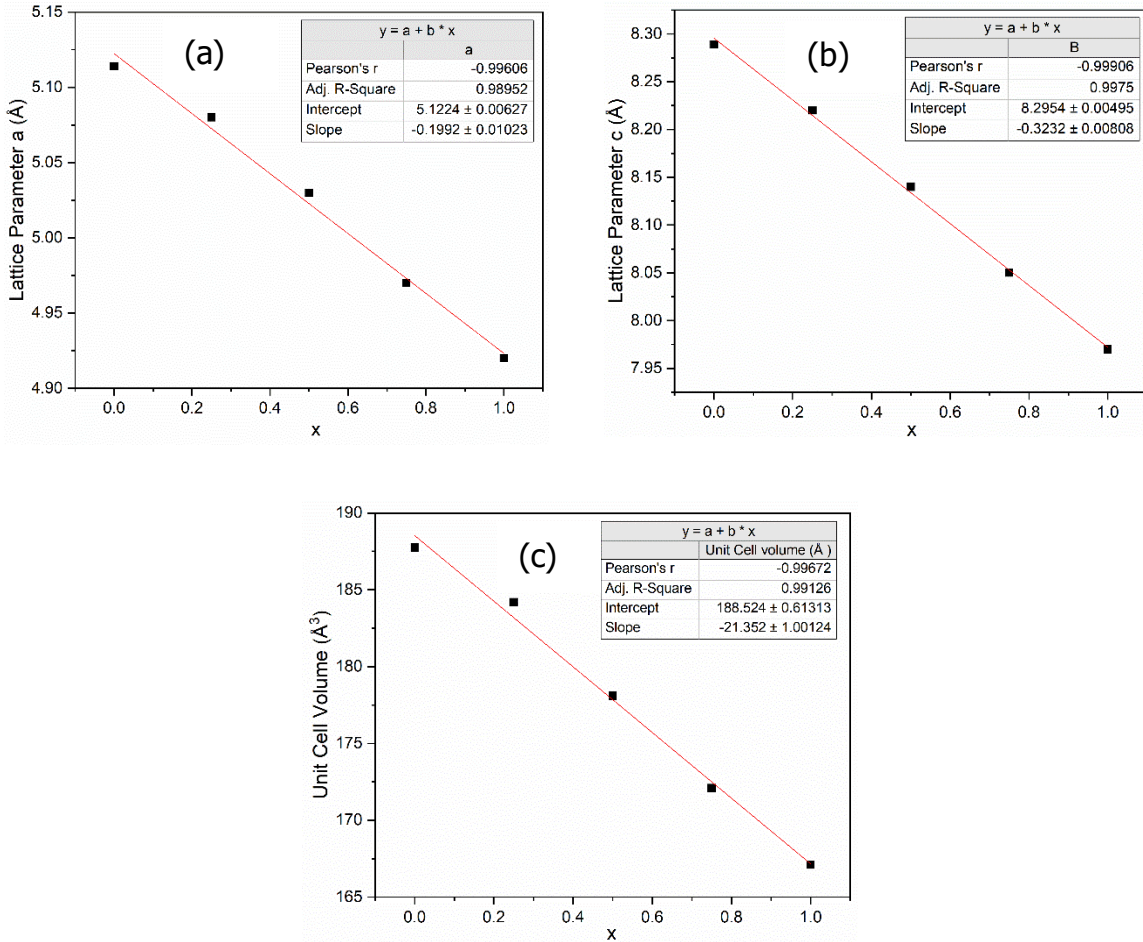 (a)
y = a + b * x
a
Pearson's r -0.99606
Adj. R-Square 0.98952
Intercept 5.1224 ± 0.00627
Slope -0.1992 ± 0.01023
5.15
5.10
5.05
5.00
4.95
4.90
Lattice Parameter a (Å)
0.0 0.2 0.4 0.6 0.8 1.0
x
(b)
y = a + b * x
B
Pearson's r -0.99906
Adj. R-Square 0.9975
Intercept 8.2954 ± 0.00495
Slope -0.3232 ± 0.00808
8.30
8.25
8.20
8.15
8.10
8.05
8.00
7.95
Lattice Parameter c (Å)
0.0 0.2 0.4 0.6 0.8 1.0
x
(c)
y = a + b * x
Unit Cell volume (Å )
Pearson's r -0.99672
Adj. R-Square 0.99126
Intercept 188.524 ± 0.61313
Slope -21.352 ± 1.00124
190
185
180
175
170
165
Unit Cell Volume (Å³)
0.0 0.2 0.4 0.6 0.8 1.0
x